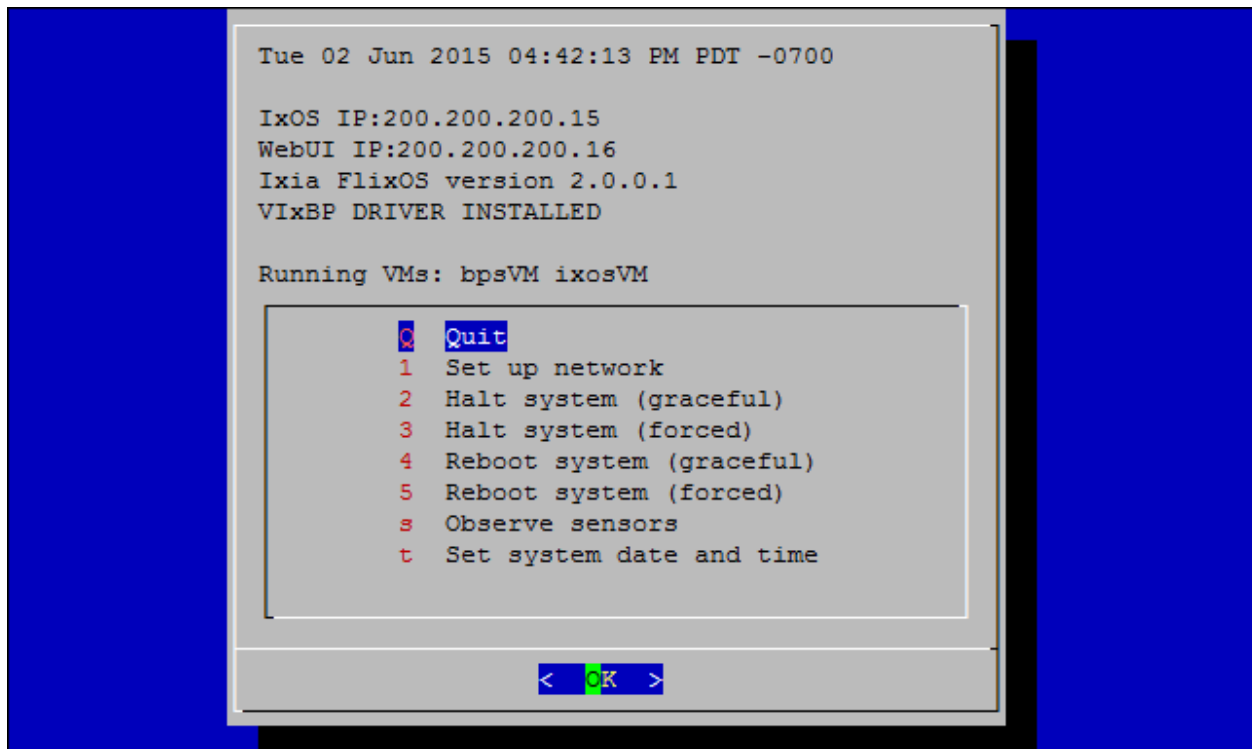 Tue 02 Jun 2015 04:42:13 PM PDT -0700
IxOS IP:200.200.200.15
WebUI IP:200.200.200.16
Ixia FlixOS version 2.0.0.1
VIxBP DRIVER INSTALLED
Running VMs: bpsVM ixosVM
Q Quit
1 Set up network
2 Halt system (graceful)
3 Halt system (forced)
4 Reboot system (graceful)
5 Reboot system (forced)
s Observe sensors
t Set system date and time
< OK >